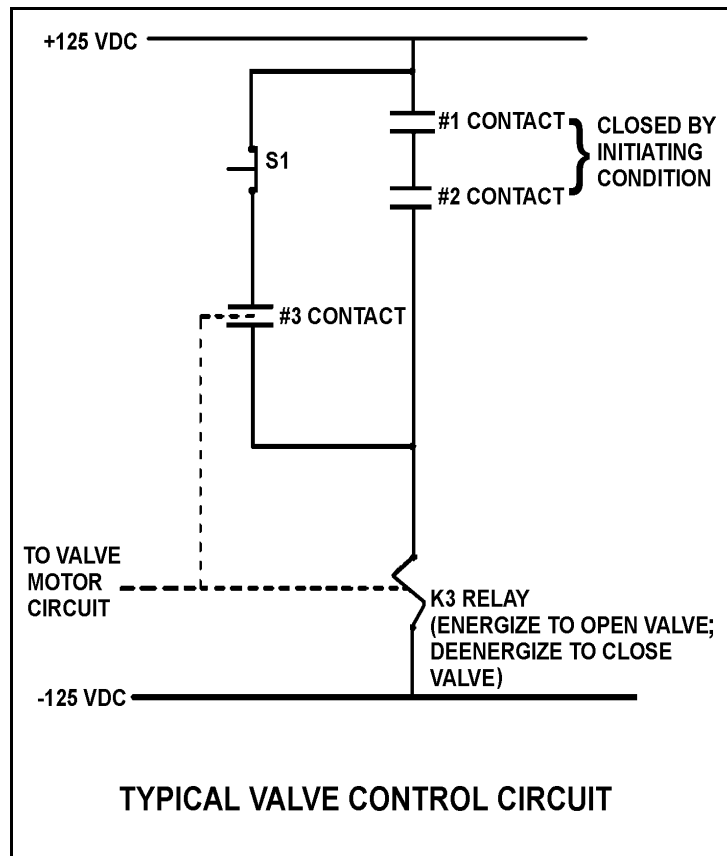 +125 VDC
#1 CONTACT
#2 CONTACT
CLOSED BY
INITIATING
CONDITION
S1
#3 CONTACT
TO VALVE
MOTOR
CIRCUIT
K3 RELAY
(ENERGIZE TO OPEN VALVE;
DEENERGIZE TO CLOSE
VALVE)
-125 VDC
TYPICAL VALVE CONTROL CIRCUIT